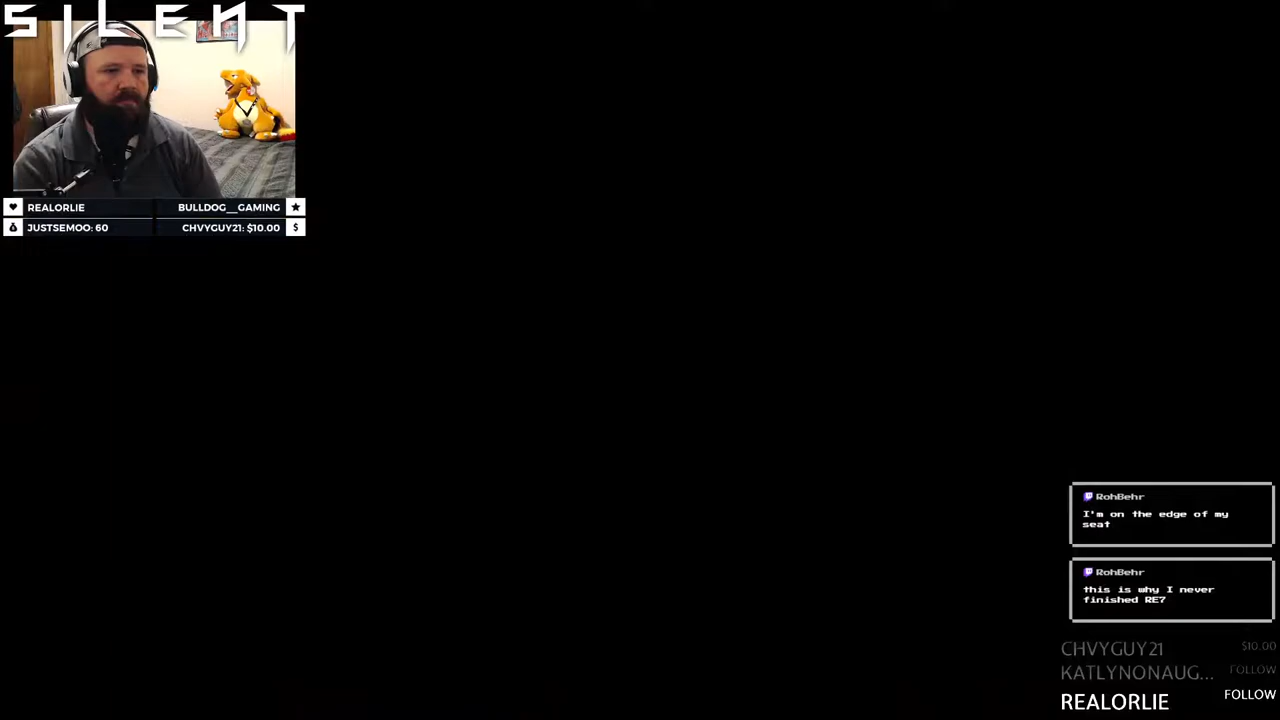 SILENT
REALORLIE
BULLDOG__GAMING
JUSTSEMOO: 60
CHVYGUY21: $10.00
$
RohBehr
I'm on the edge of my
seat
RohBehr
this is why I never
finished RE7
CHVYGUY21 $10.00
KATLYNONAUG... FOLLOW
REALORLIE FOLLOW